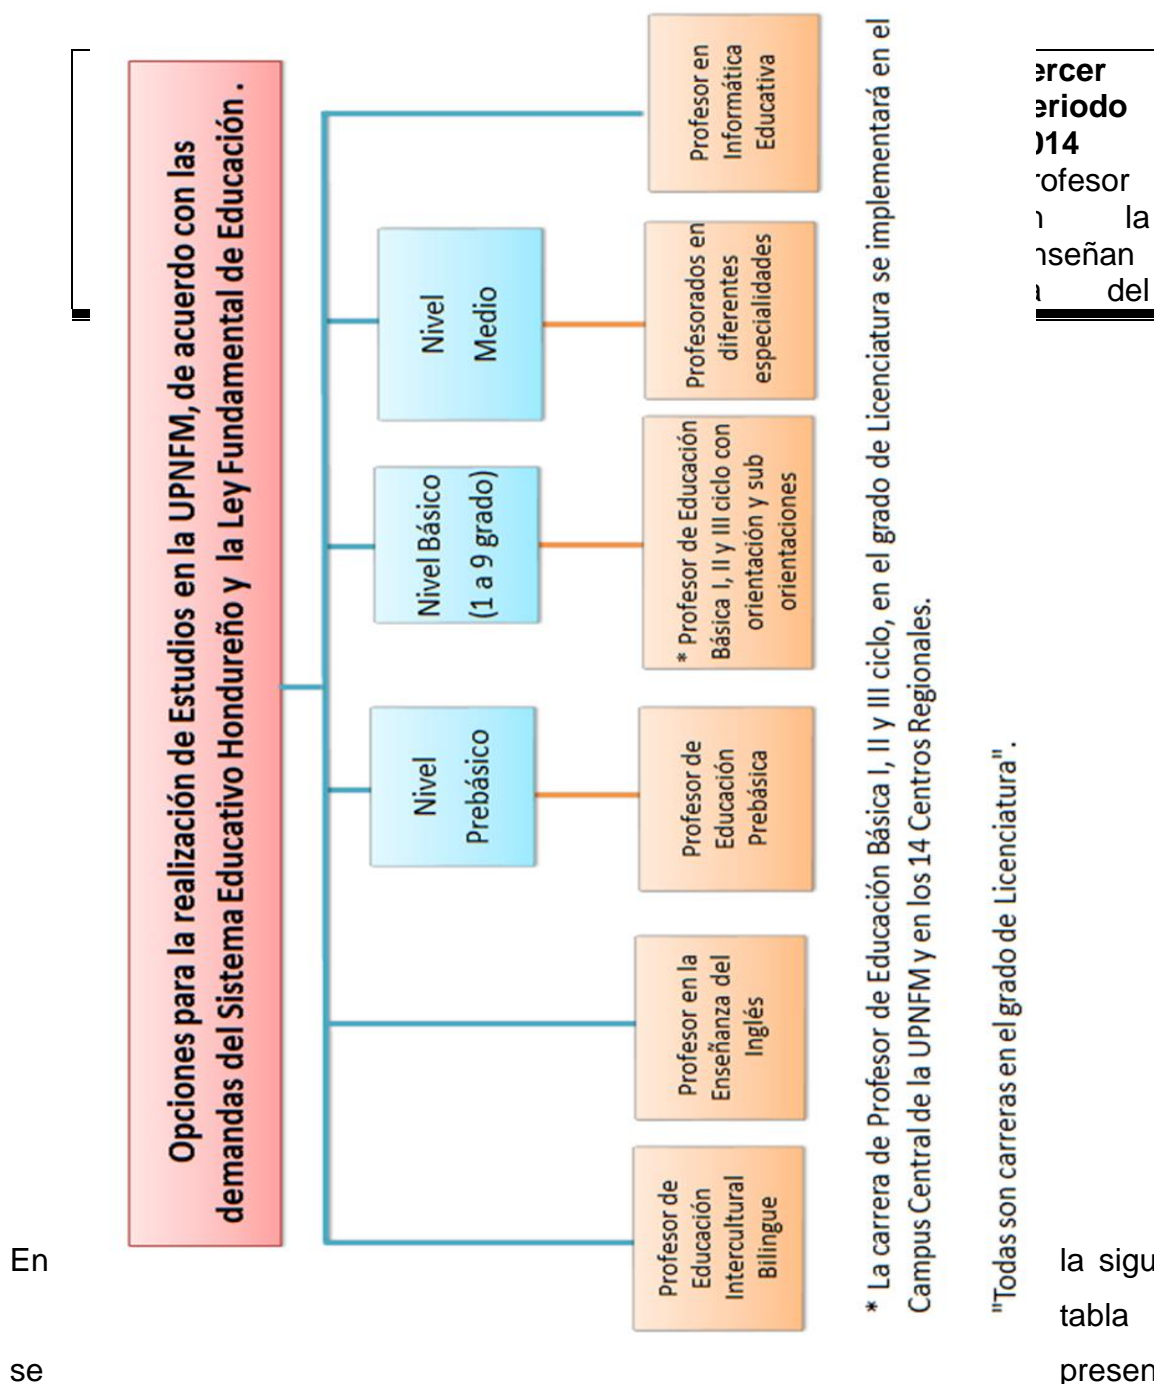 Opciones para la realización de Estudios en la UPNFM, de acuerdo con las
demandas del Sistema Educativo Hondureño y la Ley Fundamental de Educación .
Nivel
Prebásico
Nivel Básico
(1 a 9 grado)
Nivel
Medio
Profesor de
Educación
Intercultural
Bilingue
Profesor en la
Enseñanza del
Inglés
Profesor de
Educación
Prebásica
* Profesor de Educación
Básica I, II y III ciclo con
orientación y sub
orientaciones
Profesorados en
diferentes
especialidades
Profesor en
Informática
Educativa
* La carrera de Profesor de Educación Básica I, II y III ciclo, en el grado de Licenciatura se implementará en el
Campus Central de la UPNFM y en los 14 Centros Regionales.
"Todas son carreras en el grado de Licenciatura" .
ercer
eriodo
014
rofesor
la
nseñan
del
En la sigu
tabla
se presen